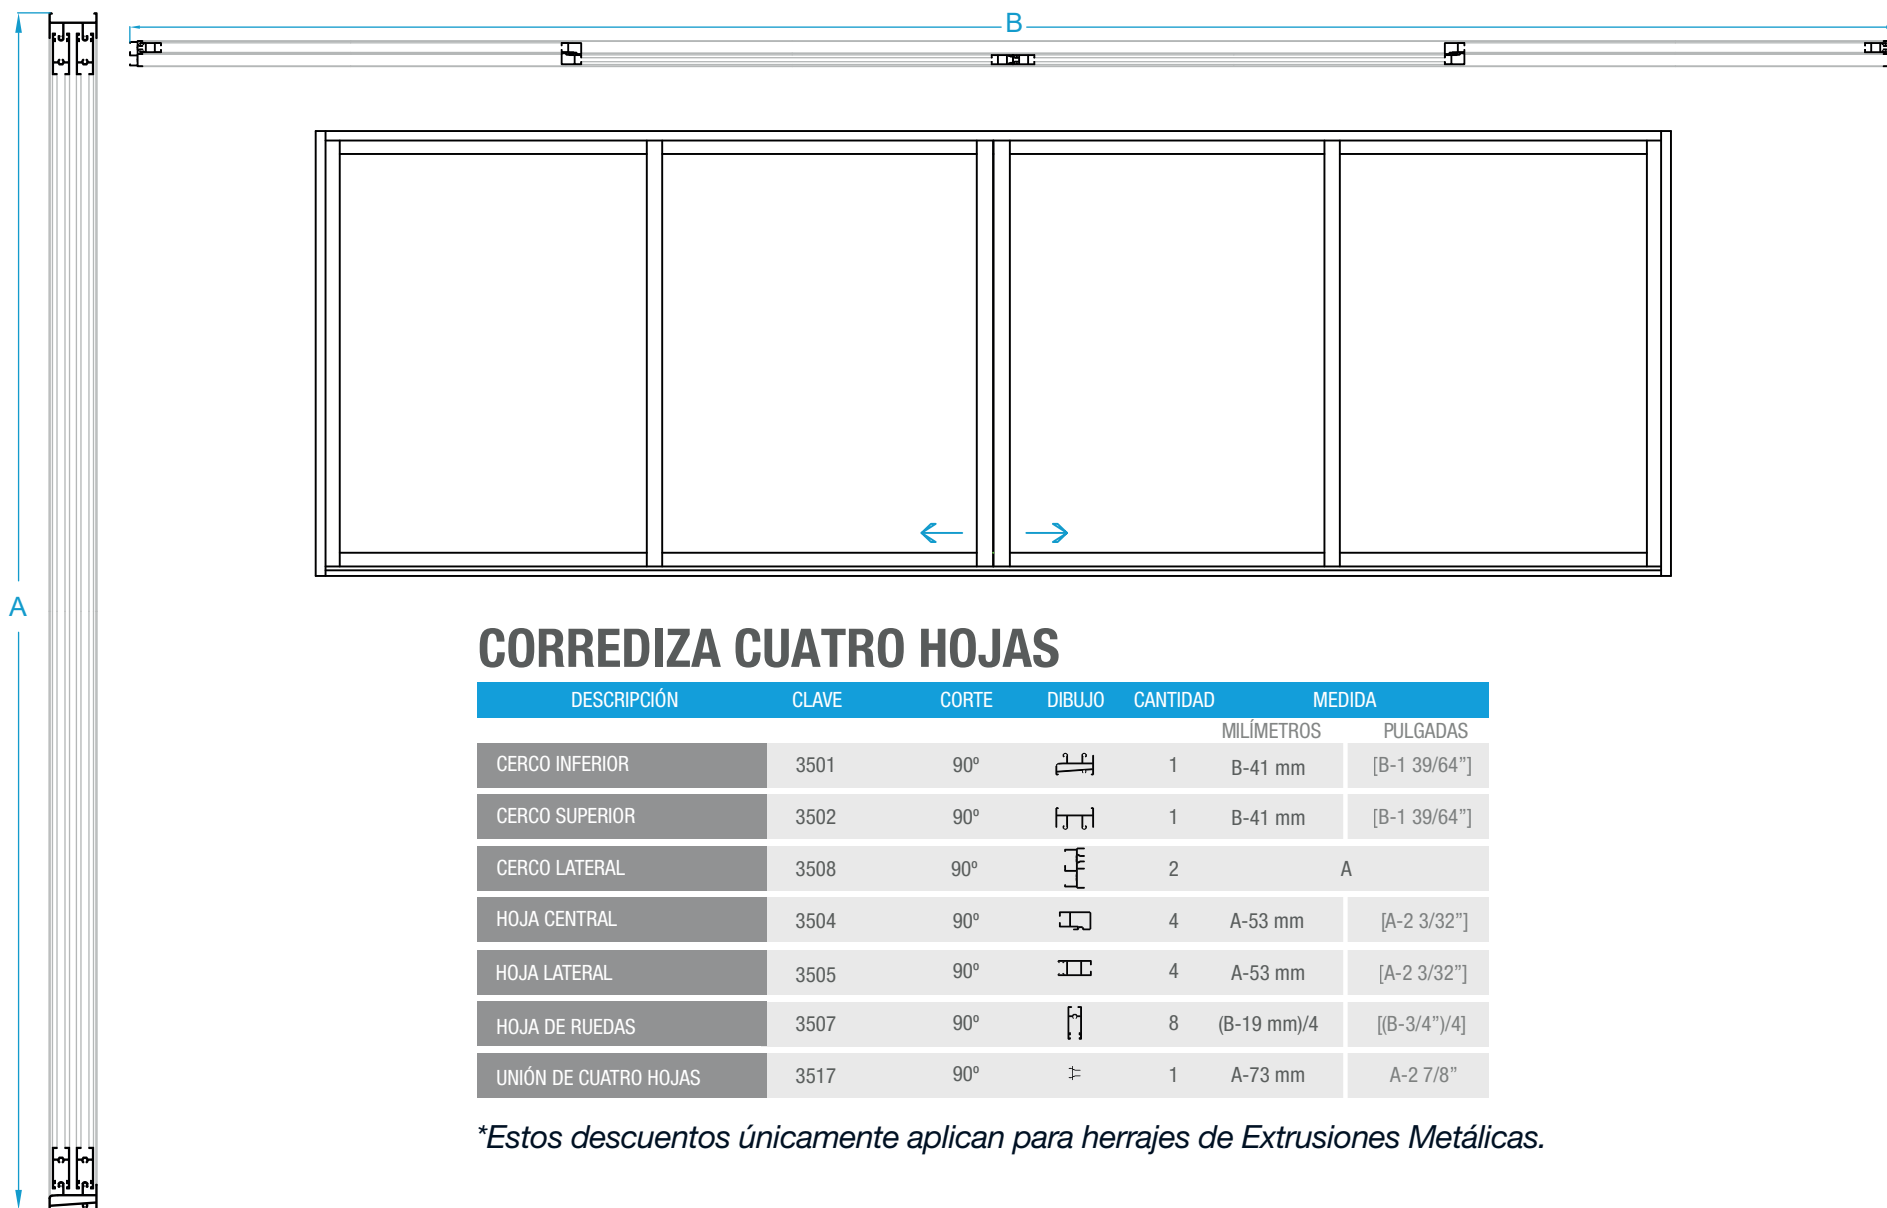 B
A
CORREDIZA CUATRO HOJAS
DESCRIPCIÓN CLAVE CORTE DIBUJO CANTIDAD MEDIDA
MILÍMETROS PULGADAS
CERCO INFERIOR 3501 90º 1 B-41 mm [B-1 39/64”]
CERCO SUPERIOR 3502 90º 1 B-41 mm [B-1 39/64”]
CERCO LATERAL 3508 90º 2 A
HOJA CENTRAL 3504 90º 4 A-53 mm [A-2 3/32”]
HOJA LATERAL 3505 90º 4 A-53 mm [A-2 3/32”]
HOJA DE RUEDAS 3507 90º 8 (B-19 mm)/4 [(B-3/4”)/4]
UNIÓN DE CUATRO HOJAS 3517 90º 1 A-73 mm A-2 7/8”
*Estos descuentos únicamente aplican para herrajes de Extrusiones Metálicas.